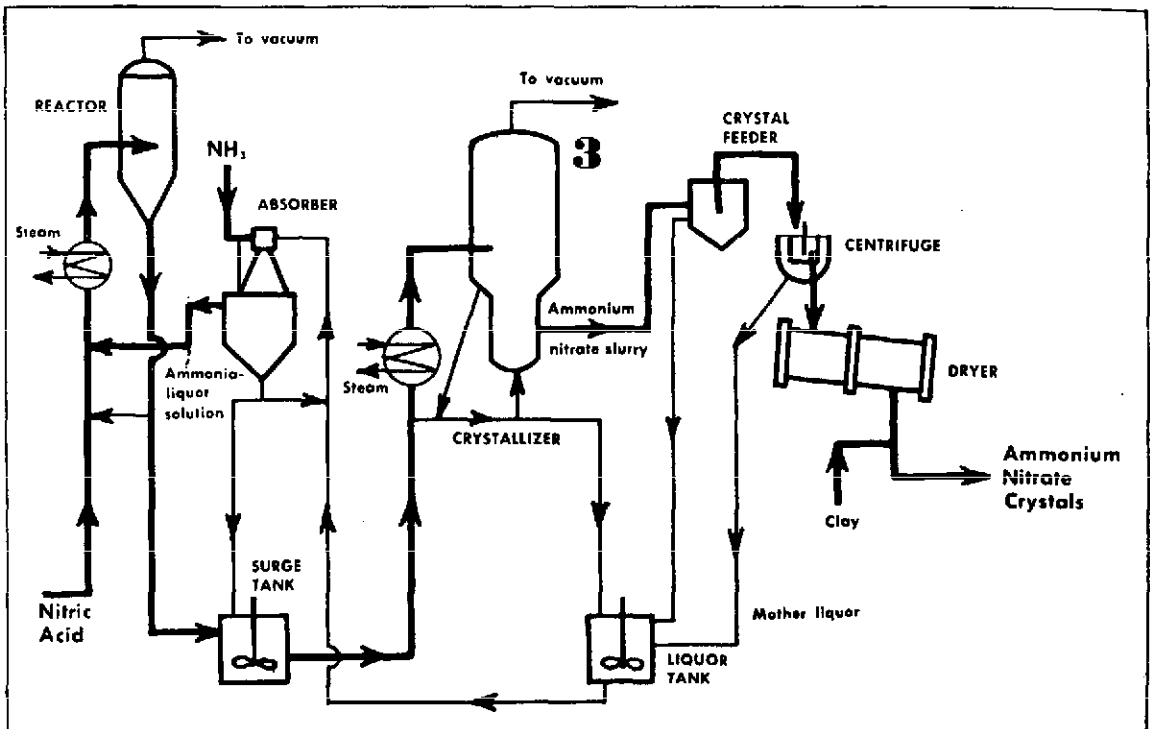 To vacuum
REACTOR
To vacuum
3
CRYSTAL
FEEDER
NH₃
ABSORBER
Steam
CENTRIFUGE
Ammonium
nitrate slurry
Ammonia-
liquor
solution
Steam
DRYER
CRYSTALLIZER
Ammonium
Nitrate
Crystals
Clay
SURGE
TANK
Nitric
Acid
Mother liquor
LIQUOR
TANK